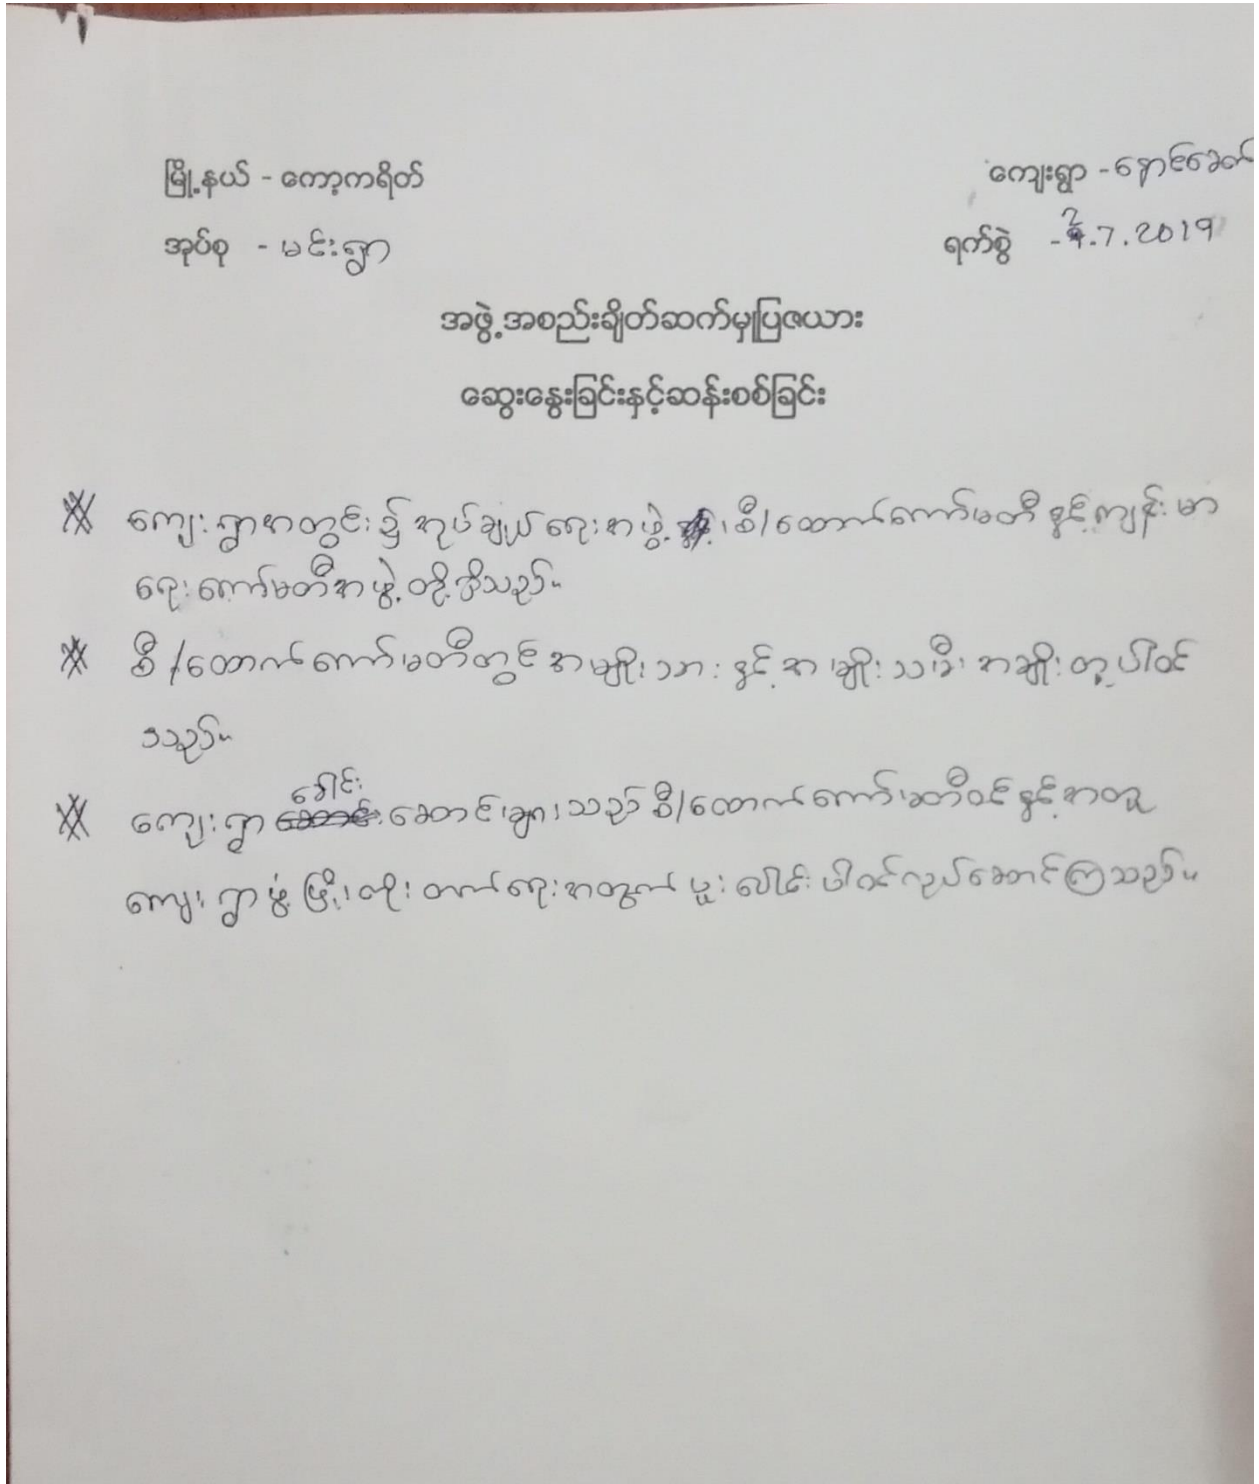 မြို့နယ် - ကော့ကရိတ် ကျေးရွာ - နောင်ခေတ်
အုပ်စု - မင်းရွာ ရက်စွဲ - 2.7.2019
အဖွဲ့အစည်းချိတ်ဆက်မှုပြဇယား
ဆွေးနွေးခြင်းနှင့်ဆန်းစစ်ခြင်း
ကျေးရွာအတွင်း၌ အုပ်ချုပ်ရေးအဖွဲ့၊ စီ/ထောက်ကော်မတီ နှင့် ကျန်းမာ
ရေးကော်မတီအဖွဲ့ တို့ရှိသည်။
စီ/ထောက်ကော်မတီတွင် အမျိုးသား နှင့် အမျိုးသမီး အချိုးတူပါဝင်
သည်။
ကျေးရွာ ခေါင်းဆောင်များသည် စီ/ထောက်ကော်မတီဝင် နှင့်အတူ
ကျေးရွာဖွံ့ဖြိုးတိုးတက်ရေးအတွက် ပူးပေါင်းပါဝင်လုပ်ဆောင်ကြသည်။